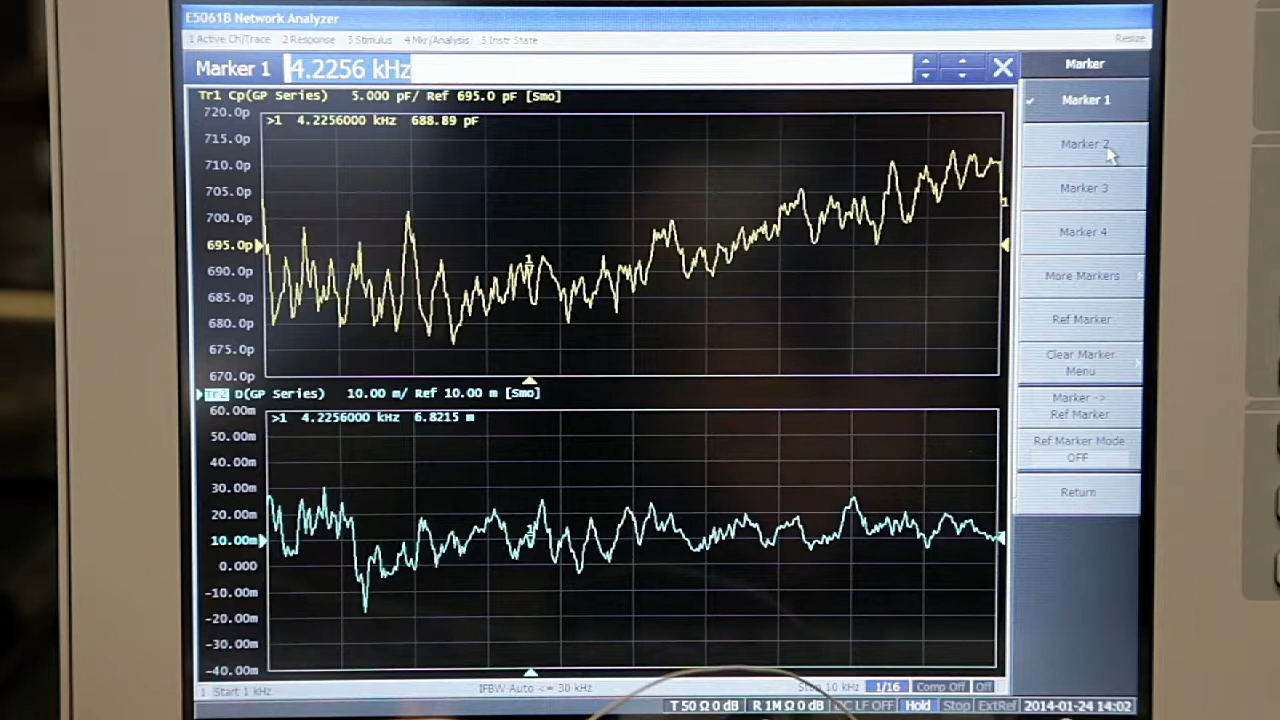 E5061B Network Analyzer
1 Active Ch/Trace 2 Response 3 Stimulus 4 Mkr/Analysis 5 Instr State
Resize
Marker 1 4.2256 kHz
Marker
Tr1 Cp(GP Series) 5.000 pF/ Ref 695.0 pF [Smo]
>1 4.2256000 kHz 688.89 pF
720.0p
715.0p
710.0p
705.0p
700.0p
695.0p
690.0p
685.0p
680.0p
675.0p
670.0p
1
1
Tr2 D(GP Series) 10.00 m/ Ref 10.00 m [Smo]
>1 4.2256000 kHz 6.8215 m
60.00m
50.00m
40.00m
30.00m
20.00m
10.00m
0.000
-10.00m
-20.00m
-30.00m
-40.00m
1
Marker 1
Marker 2
Marker 3
Marker 4
More Markers
Ref Marker
Clear Marker
Menu
Marker ->
Ref Marker
Ref Marker Mode
OFF
Return
1 Start 1 kHz IFBW Auto <= 30 kHz Stop 10 kHz 1/16 Comp Off Off
T 50 Ω 0 dB R 1M Ω 0 dB DC LF OFF Hold Stop ExtRef 2014-01-24 14:02